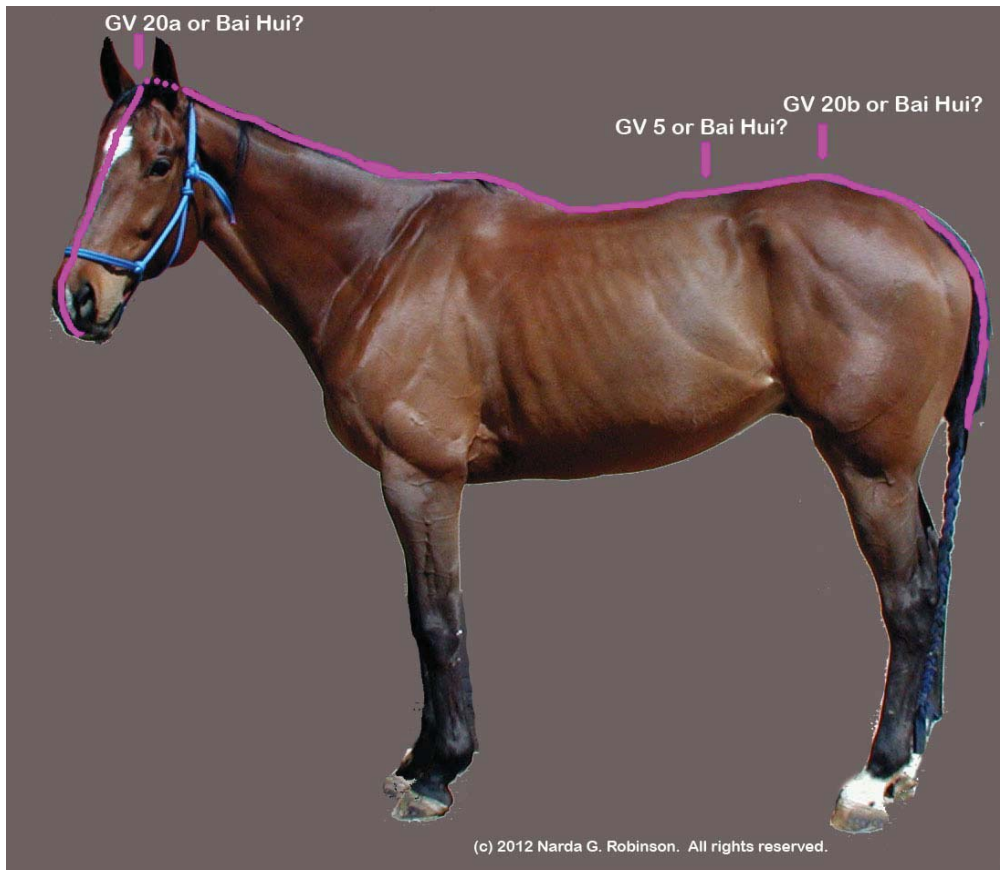 GV 20a or Bai Hui?
GV 20b or Bai Hui?
GV 5 or Bai Hui?
(c) 2012 Narda G. Robinson.  All rights reserved.